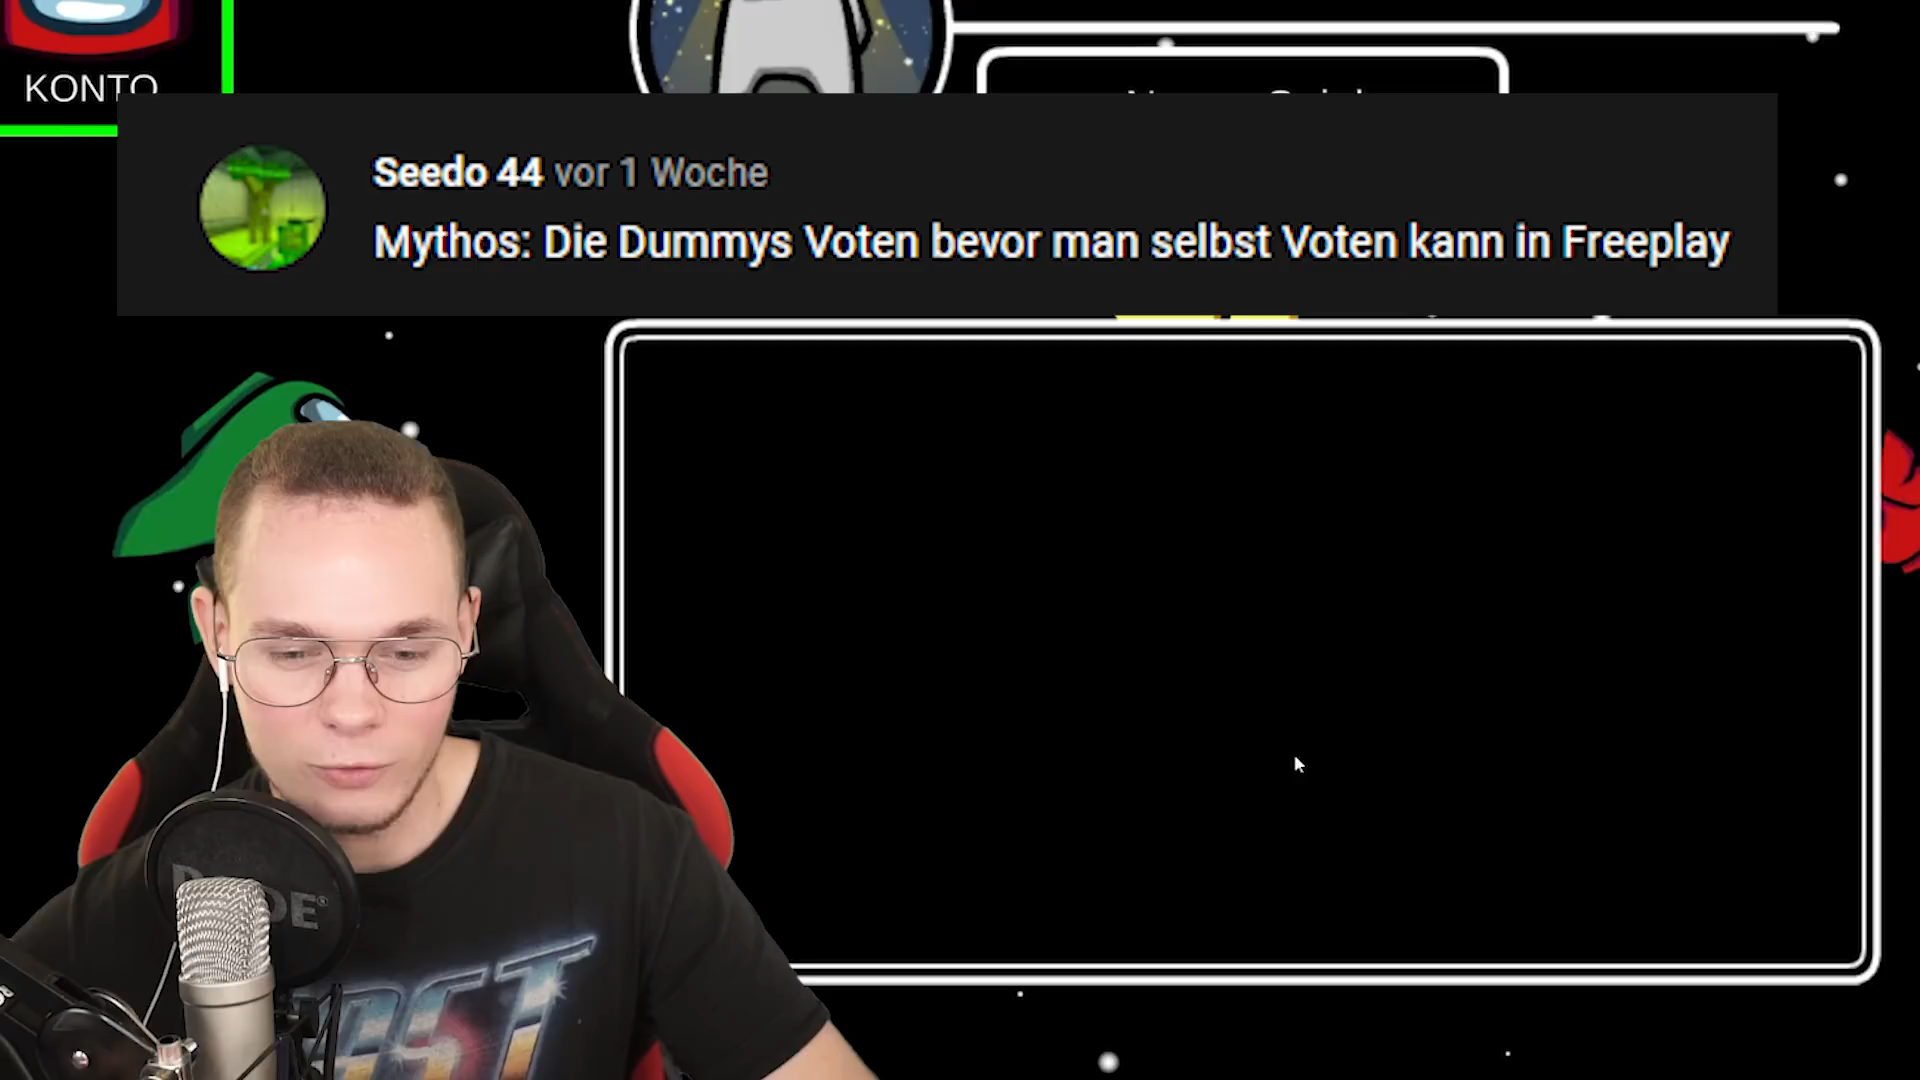 KONTO
Seedo 44 vor 1 Woche
Mythos: Die Dummys Voten bevor man selbst Voten kann in Freeplay